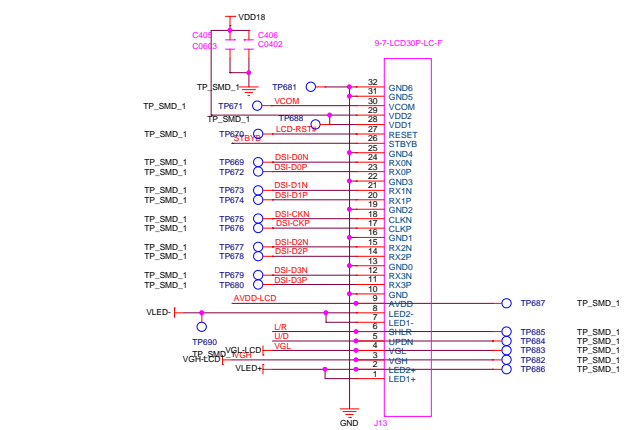 VDD18
C405
C0603
C406
C0402
9-7-LCD30P-LC-F
TP_SMD_1 TP681 32 GND6
31 GND5
TP_SMD_1 TP671 VCOM 30 VCOM
29 VDD2
TP_SMD_1 TP688 28 VDD1
TP_SMD_1 TP670 LCD-RST# 27 RESET
STBYB 26 STBYB
25 GND4
TP_SMD_1 TP669 DSI-D0N 24 RX0N
TP_SMD_1 TP672 DSI-D0P 23 RX0P
22 GND3
TP_SMD_1 TP673 DSI-D1N 21 RX1N
TP_SMD_1 TP674 DSI-D1P 20 RX1P
19 GND2
TP_SMD_1 TP675 DSI-CKN 18 CLKN
TP_SMD_1 TP676 DSI-CKP 17 CLKP
16 GND1
TP_SMD_1 TP677 DSI-D2N 15 RX2N
TP_SMD_1 TP678 DSI-D2P 14 RX2P
13 GND0
TP_SMD_1 TP679 DSI-D3N 12 RX3N
TP_SMD_1 TP680 DSI-D3P 11 RX3P
10 GND
AVDD-LCD 9 AVDD TP687 TP_SMD_1
VLED- 8 LED2-
7 LED1-
L/R 6 SHLR TP685 TP_SMD_1
TP690 U/D 5 UPDN TP684 TP_SMD_1
VGL-LCD VGL 4 VGL TP683 TP_SMD_1
TP_SMD_1 VGH-LCD VGH 3 VGH TP682 TP_SMD_1
VLED+ 2 LED2+ TP686 TP_SMD_1
1 LED1+
GND J13